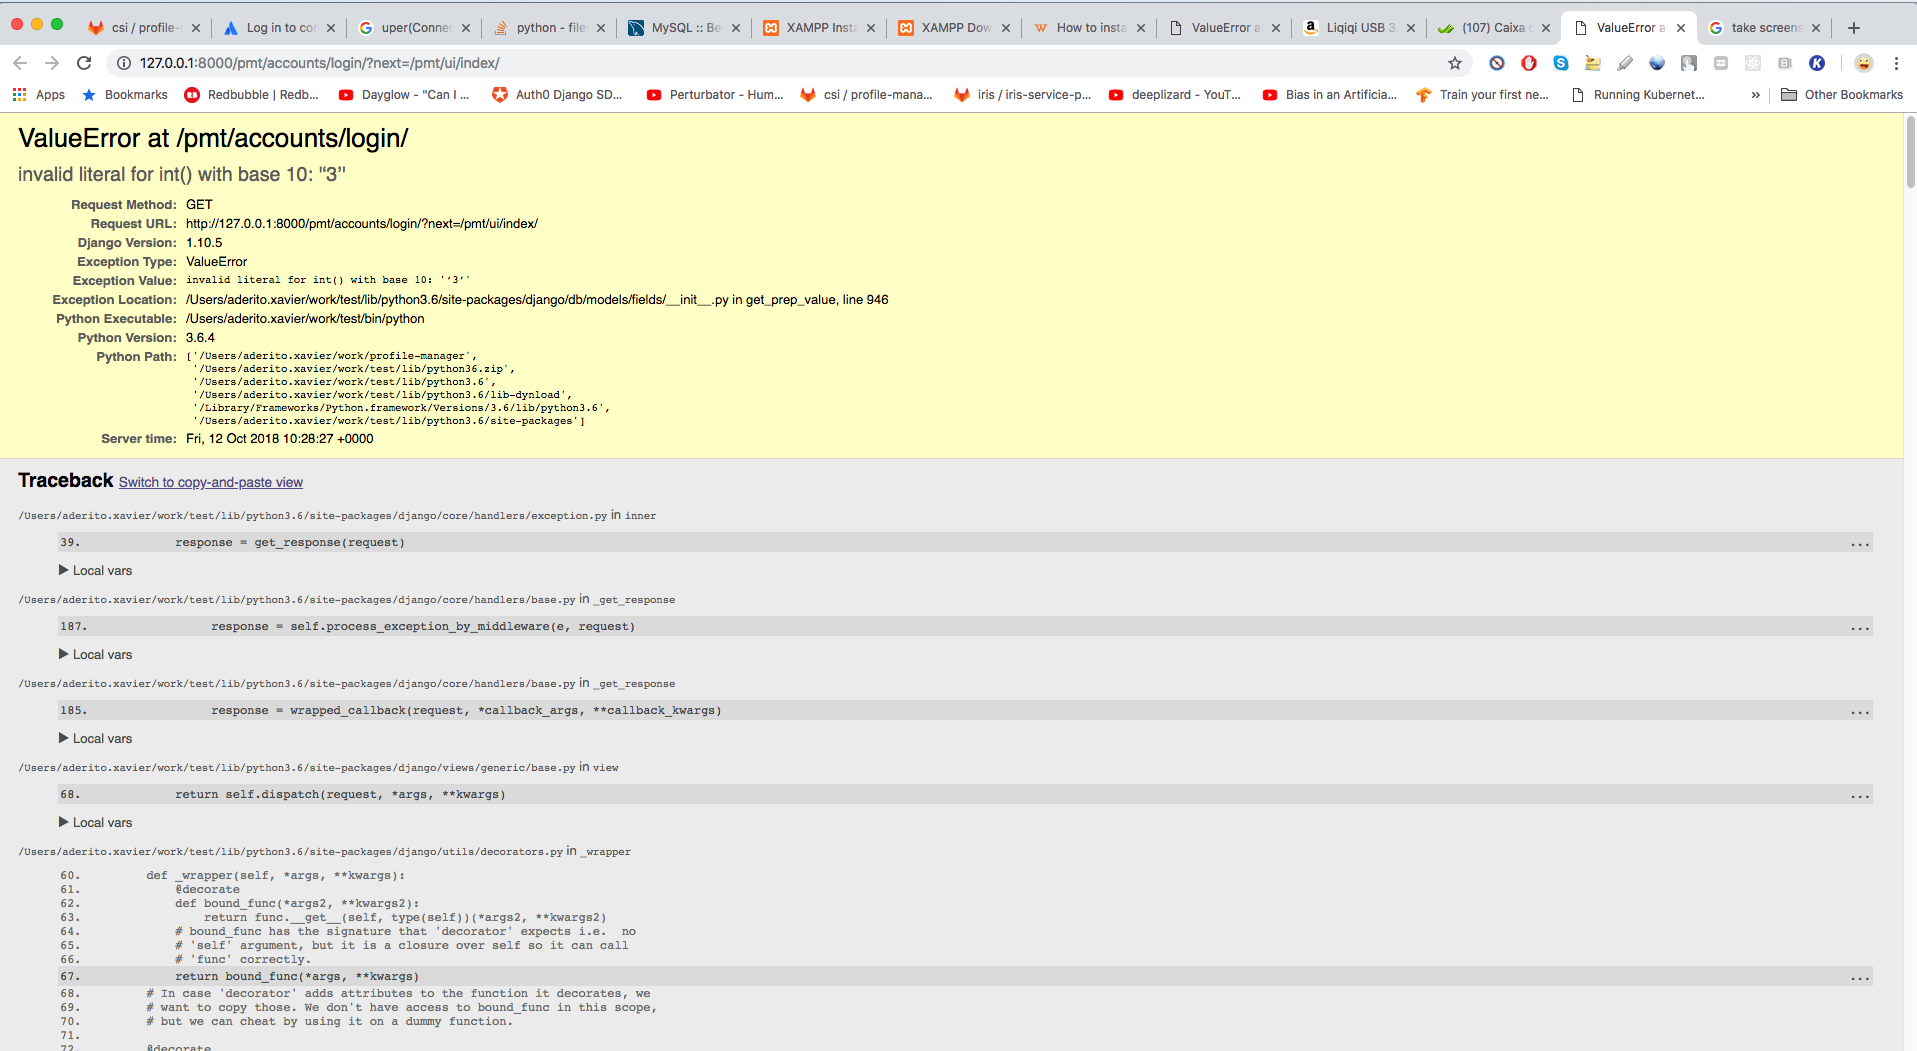 csi / profile-
Log in to con
uper(Connec
python - file
MySQL :: Be
XAMPP Insta
XAMPP Dow
How to insta
ValueError a
Liqiqi USB 3.
(107) Caixa
ValueError a
take screens
127.0.0.1:8000/pmt/accounts/login/?next=/pmt/ui/index/
Apps
Bookmarks
Redbubble | Redb...
Dayglow - "Can I ...
Auth0 Django SD...
Perturbator - Hum...
csi / profile-mana...
iris / iris-service-p...
deeplizard - YouT...
Bias in an Artificia...
Train your first ne...
Running Kubernet...
»
Other Bookmarks
ValueError at /pmt/accounts/login/
invalid literal for int() with base 10: '‘3’'
Request Method: GET
Request URL: http://127.0.0.1:8000/pmt/accounts/login/?next=/pmt/ui/index/
Django Version: 1.10.5
Exception Type: ValueError
Exception Value: invalid literal for int() with base 10: '‘3’'
Exception Location: /Users/aderito.xavier/work/test/lib/python3.6/site-packages/django/db/models/fields/__init__.py in get_prep_value, line 946
Python Executable: /Users/aderito.xavier/work/test/bin/python
Python Version: 3.6.4
Python Path: ['/Users/aderito.xavier/work/profile-manager',
'/Users/aderito.xavier/work/test/lib/python36.zip',
'/Users/aderito.xavier/work/test/lib/python3.6',
'/Users/aderito.xavier/work/test/lib/python3.6/lib-dynload',
'/Library/Frameworks/Python.framework/Versions/3.6/lib/python3.6',
'/Users/aderito.xavier/work/test/lib/python3.6/site-packages']
Server time: Fri, 12 Oct 2018 10:28:27 +0000
Traceback Switch to copy-and-paste view
/Users/aderito.xavier/work/test/lib/python3.6/site-packages/django/core/handlers/exception.py in inner
39. response = get_response(request) ...
▶ Local vars
/Users/aderito.xavier/work/test/lib/python3.6/site-packages/django/core/handlers/base.py in _get_response
187. response = self.process_exception_by_middleware(e, request) ...
▶ Local vars
/Users/aderito.xavier/work/test/lib/python3.6/site-packages/django/core/handlers/base.py in _get_response
185. response = wrapped_callback(request, *callback_args, **callback_kwargs) ...
▶ Local vars
/Users/aderito.xavier/work/test/lib/python3.6/site-packages/django/views/generic/base.py in view
68. return self.dispatch(request, *args, **kwargs) ...
▶ Local vars
/Users/aderito.xavier/work/test/lib/python3.6/site-packages/django/utils/decorators.py in _wrapper
60. def _wrapper(self, *args, **kwargs):
61. @decorate
62. def bound_func(*args2, **kwargs2):
63. return func.__get__(self, type(self))(*args2, **kwargs2)
64. # bound_func has the signature that 'decorator' expects i.e. no
65. # 'self' argument, but it is a closure over self so it can call
66. # 'func' correctly.
67. return bound_func(*args, **kwargs) ...
68. # In case 'decorator' adds attributes to the function it decorates, we
69. # want to copy those. We don't have access to bound_func in this scope,
70. # but we can cheat by using it on a dummy function.
71.
72. @decorate